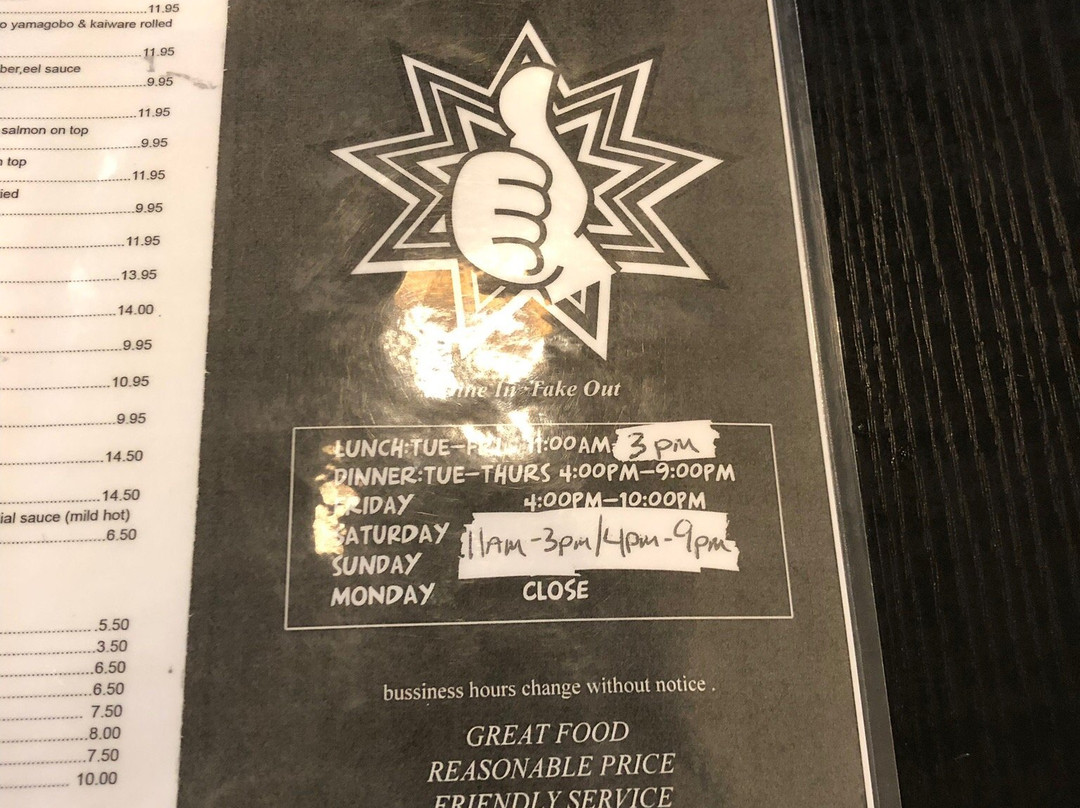 11.95
o yamagobo & kaiware rolled
11.95
ber,eel sauce
9.95
11.95
salmon on top
9.95
top
11.95
ied
9.95
11.95
13.95
14.00
9.95
10.95
9.95
14.50
14.50
ial sauce (mild hot)
6.50
5.50
3.50
6.50
6.50
7.50
8.00
7.50
10.00
In Take Out
LUNCH:TUE-FRI 11:00AM 3pm
DINNER:TUE-THURS 4:00PM-9:00PM
FRIDAY 4:00PM-10:00PM
SATURDAY 11AM-3pm/4pm-9pm
SUNDAY
MONDAY CLOSE
bussiness hours change without notice .
GREAT FOOD
REASONABLE PRICE
FRIENDLY SERVICE